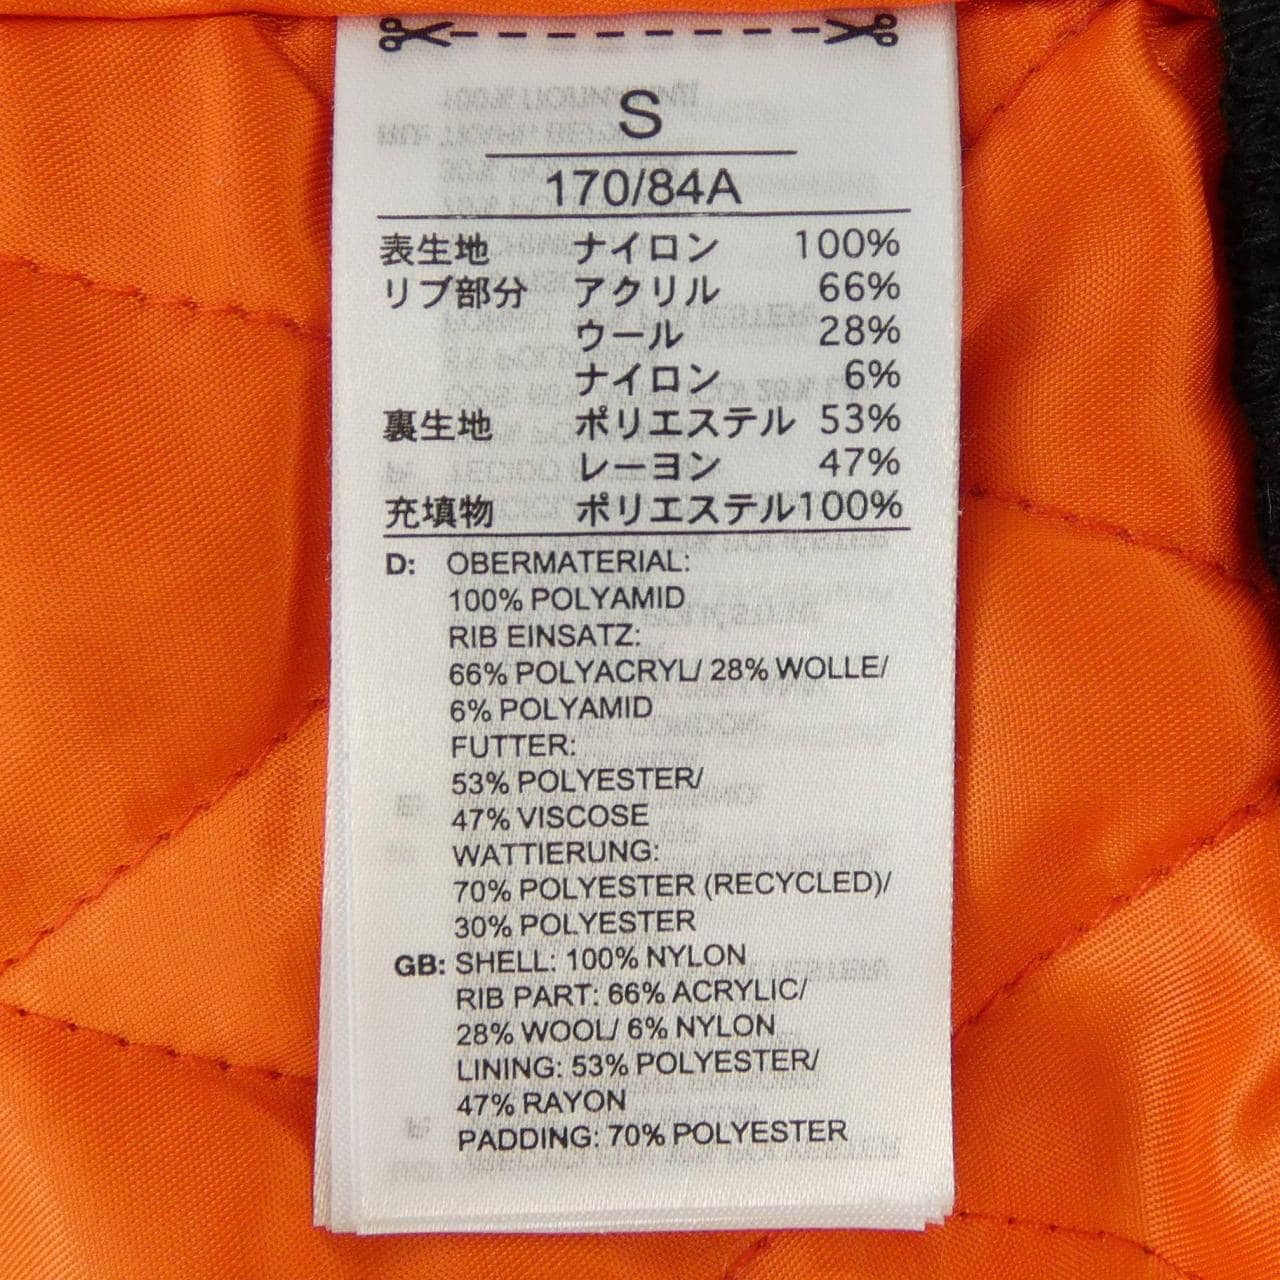 S
170/84A
表生地 ナイロン 100%
リブ部分 アクリル 66%
ウール 28%
ナイロン 6%
裏生地 ポリエステル 53%
レーヨン 47%
充填物 ポリエステル100%
D: OBERMATERIAL:
100% POLYAMID
RIB EINSATZ:
66% POLYACRYL/ 28% WOLLE/
6% POLYAMID
FUTTER:
53% POLYESTER/
47% VISCOSE
WATTIERUNG:
70% POLYESTER (RECYCLED)/
30% POLYESTER
GB: SHELL: 100% NYLON
RIB PART: 66% ACRYLIC/
28% WOOL/ 6% NYLON
LINING: 53% POLYESTER/
47% RAYON
PADDING: 70% POLYESTER